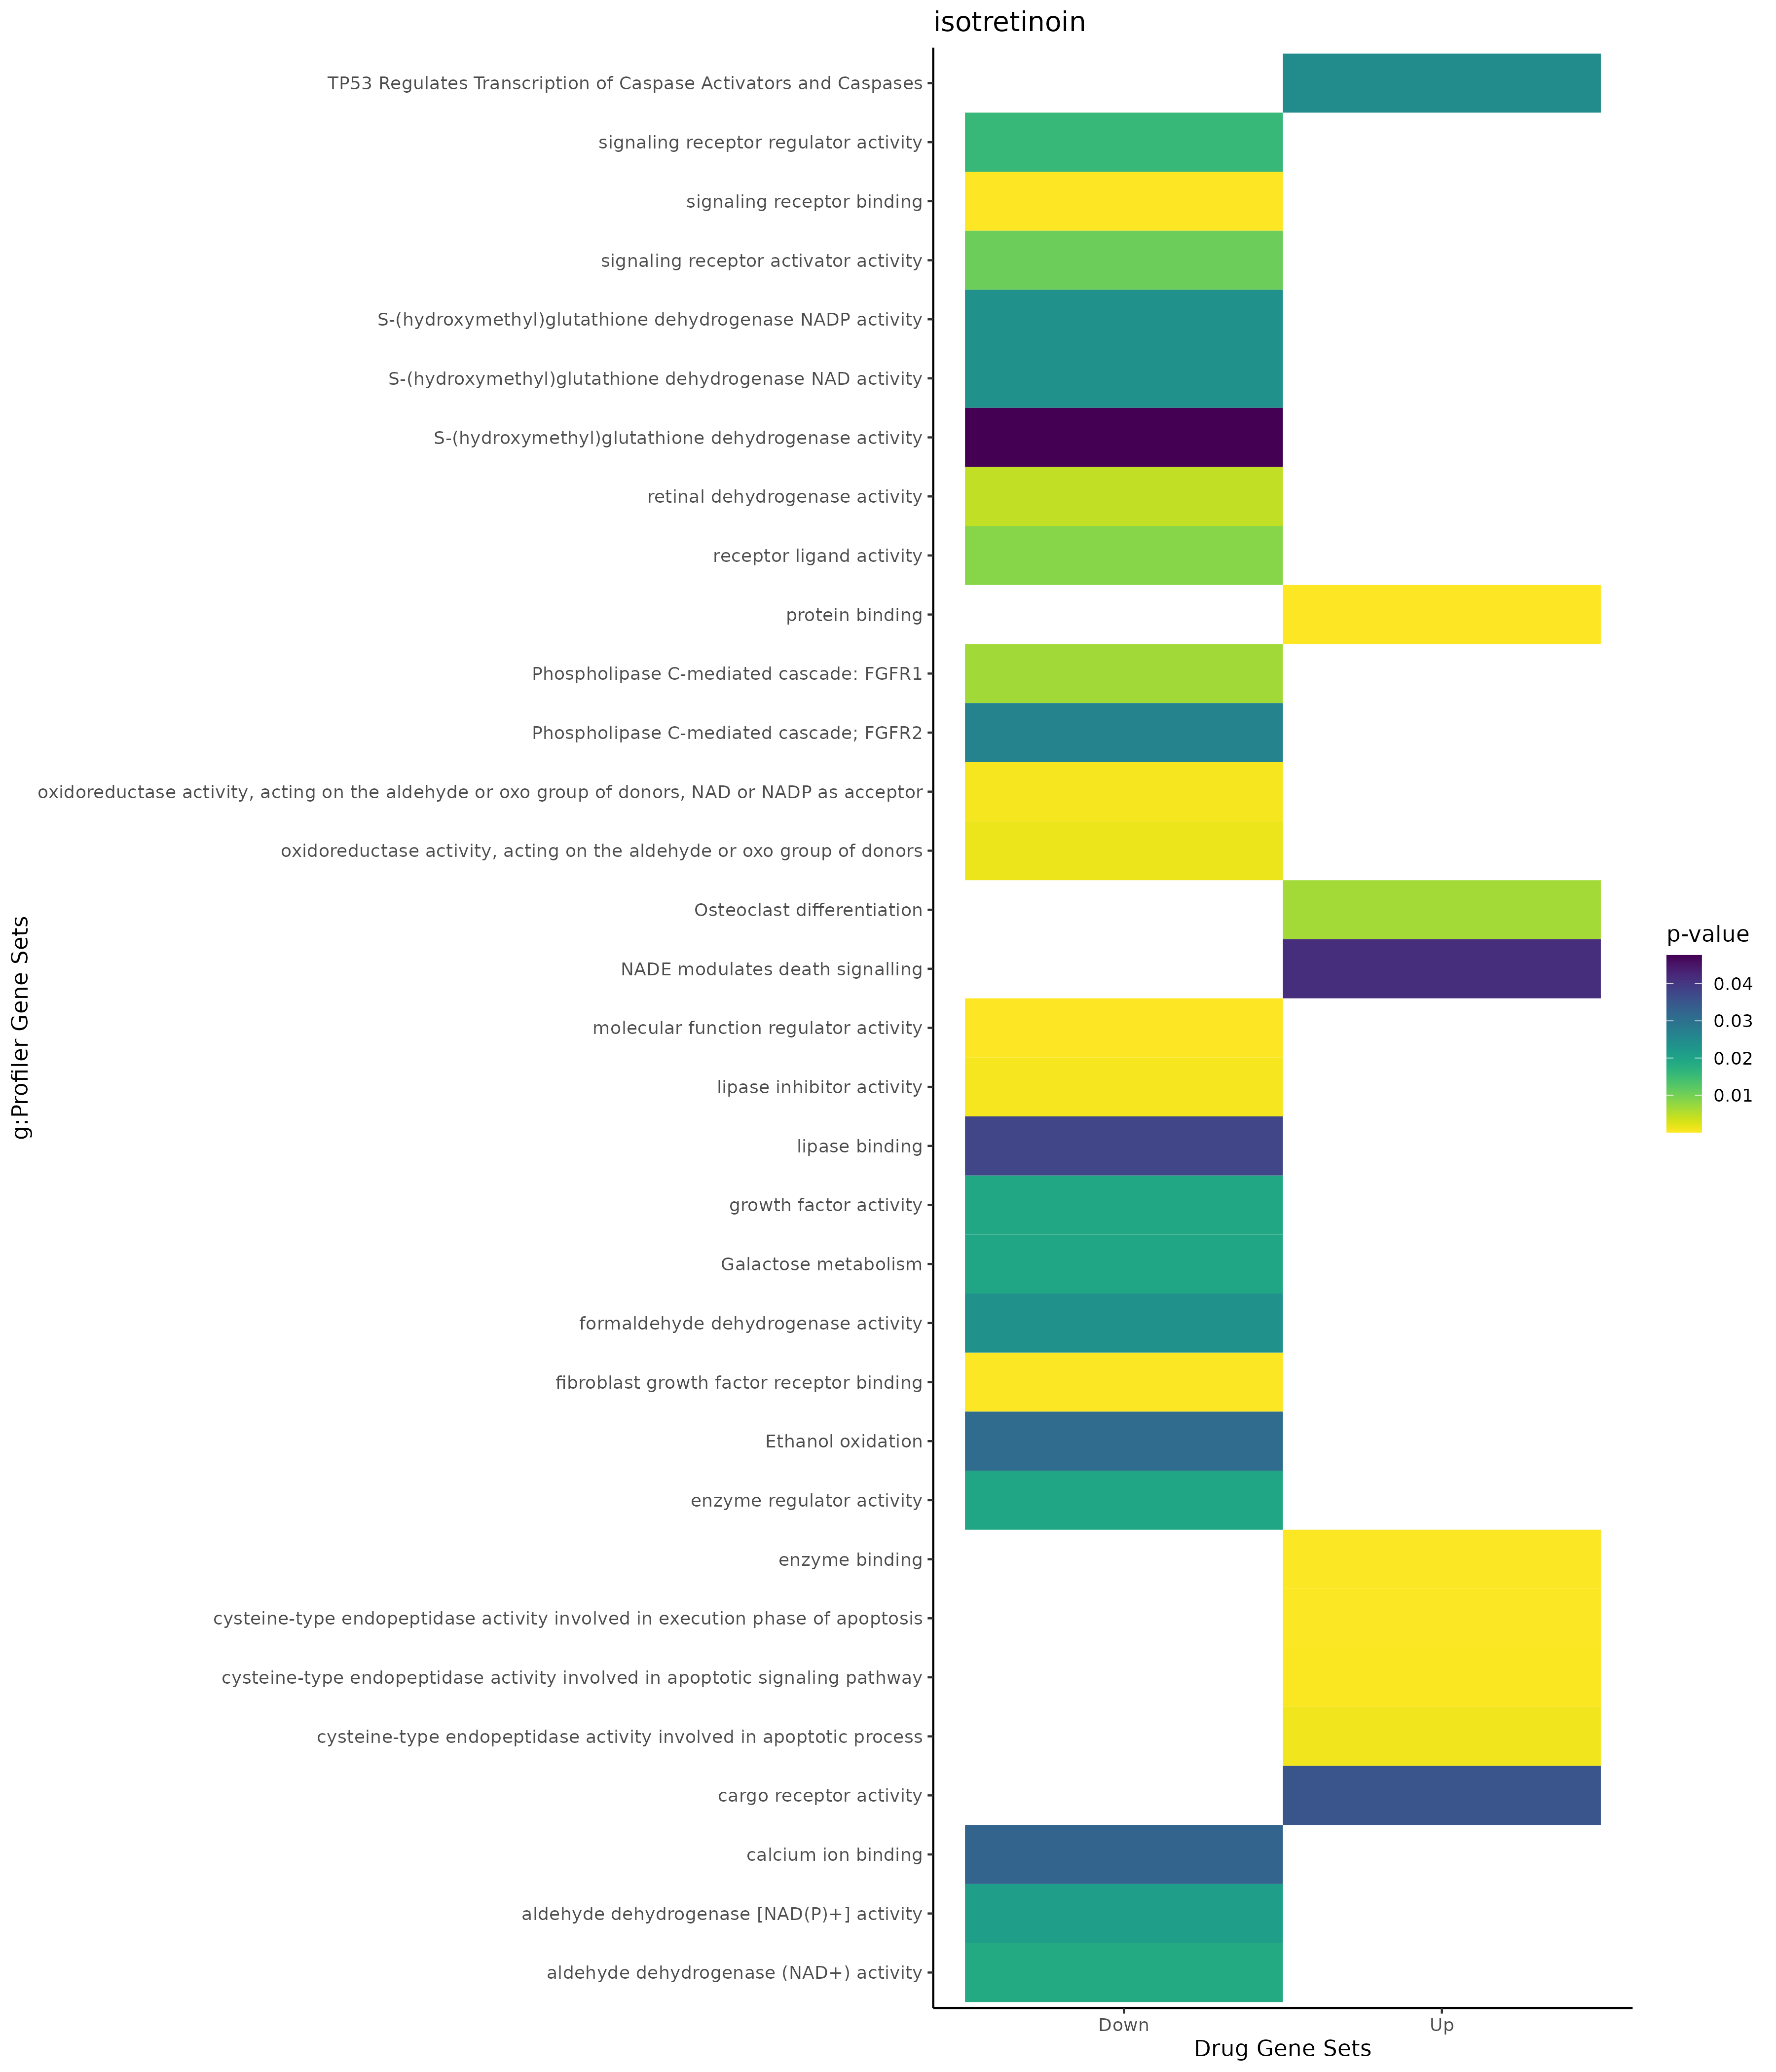 isotretinoin
TP53 Regulates Transcription of Caspase Activators and Caspases
signaling receptor regulator activity
signaling receptor binding
signaling receptor activator activity
S-(hydroxymethyl)glutathione dehydrogenase NADP activity
S-(hydroxymethyl)glutathione dehydrogenase NAD activity
S-(hydroxymethyl)glutathione dehydrogenase activity
retinal dehydrogenase activity
receptor ligand activity
protein binding
Phospholipase C-mediated cascade: FGFR1
Phospholipase C-mediated cascade; FGFR2
oxidoreductase activity, acting on the aldehyde or oxo group of donors, NAD or NADP as acceptor
oxidoreductase activity, acting on the aldehyde or oxo group of donors
Osteoclast differentiation
NADE modulates death signalling
molecular function regulator activity
lipase inhibitor activity
lipase binding
growth factor activity
Galactose metabolism
formaldehyde dehydrogenase activity
fibroblast growth factor receptor binding
Ethanol oxidation
enzyme regulator activity
enzyme binding
cysteine-type endopeptidase activity involved in execution phase of apoptosis
cysteine-type endopeptidase activity involved in apoptotic signaling pathway
cysteine-type endopeptidase activity involved in apoptotic process
cargo receptor activity
calcium ion binding
aldehyde dehydrogenase [NAD(P)+] activity
aldehyde dehydrogenase (NAD+) activity
g:Profiler Gene Sets
Down
Up
Drug Gene Sets
p-value
0.04
0.03
0.02
0.01